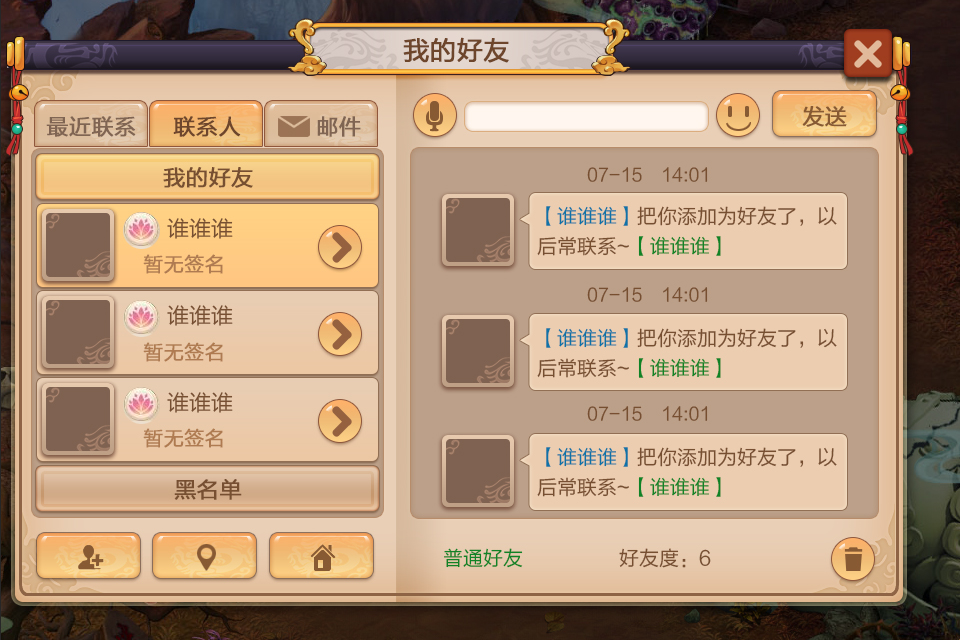 我的好友
最近联系
联系人
邮件
发送
我的好友
谁谁谁
暂无签名
谁谁谁
暂无签名
谁谁谁
暂无签名
黑名单
07-15 14:01
【谁谁谁】把你添加为好友了，以
后常联系~【谁谁谁】
07-15 14:01
【谁谁谁】把你添加为好友了，以
后常联系~【谁谁谁】
07-15 14:01
【谁谁谁】把你添加为好友了，以
后常联系~【谁谁谁】
普通好友
好友度：6